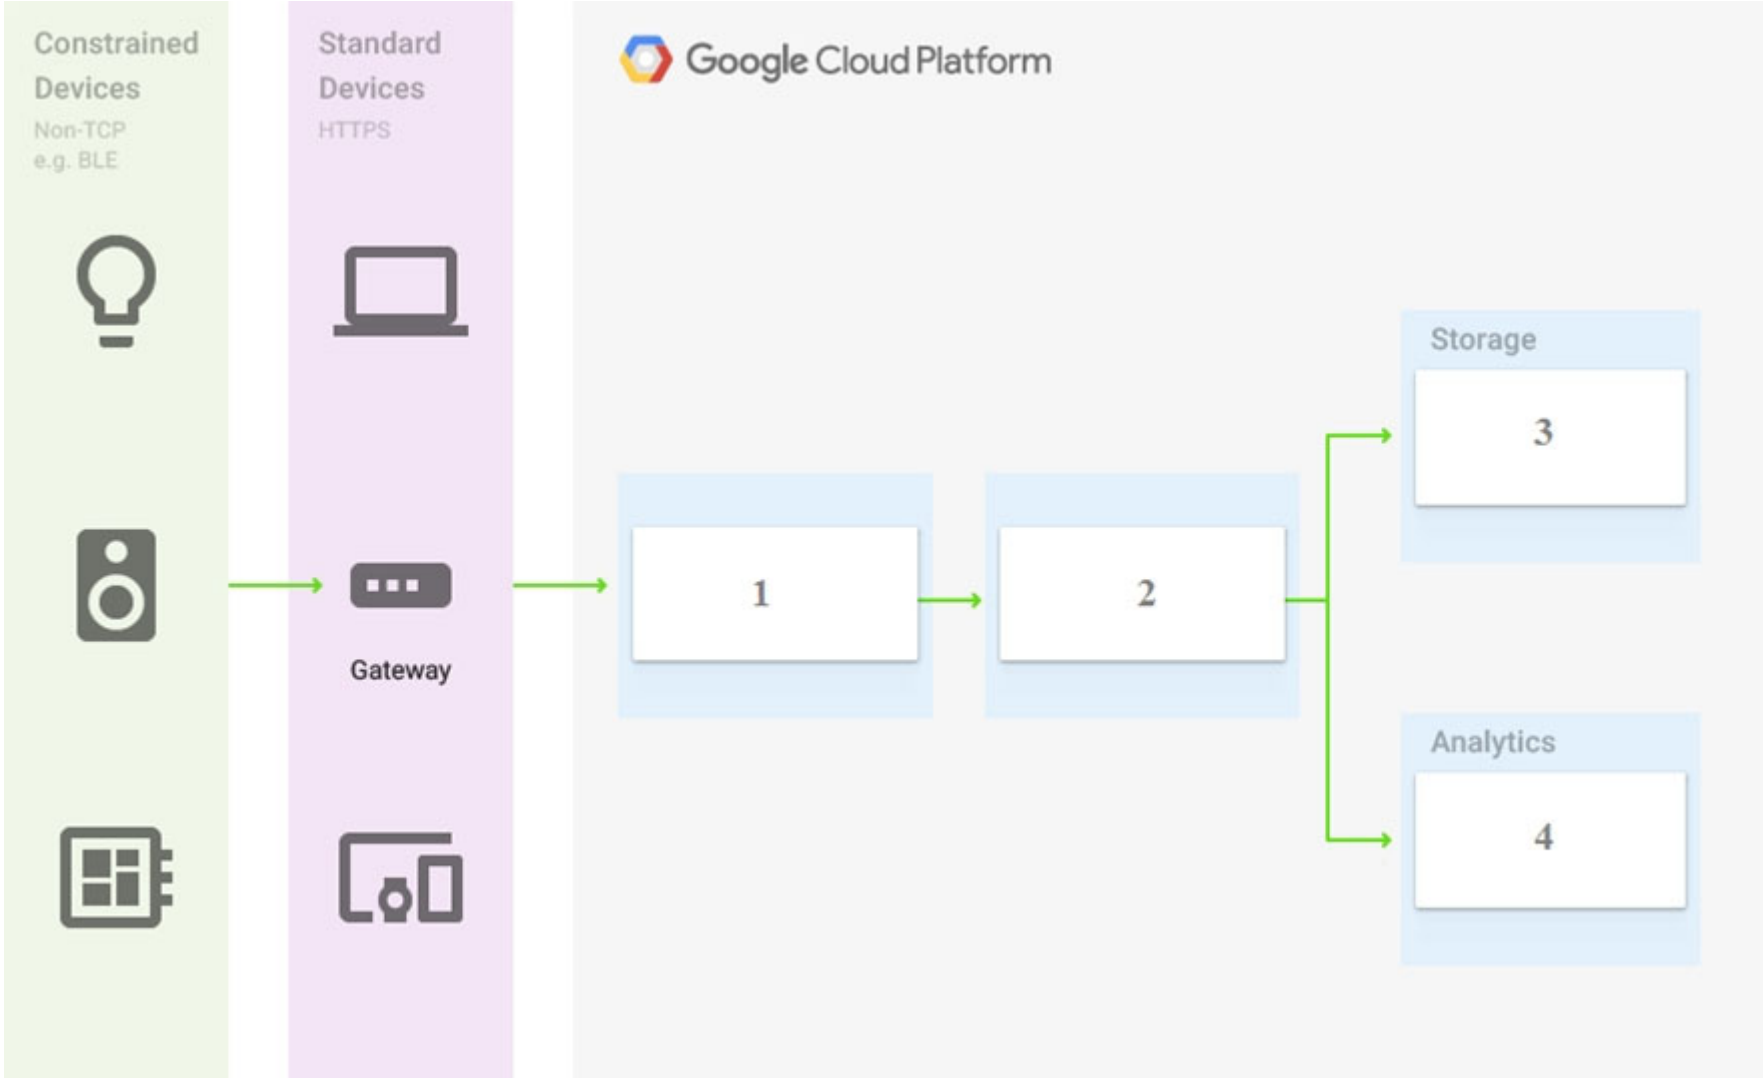 Constrained
Devices
Non-TCP
e.g. BLE
Standard
Devices
HTTPS
Google Cloud Platform
Gateway
1
2
Storage
3
Analytics
4